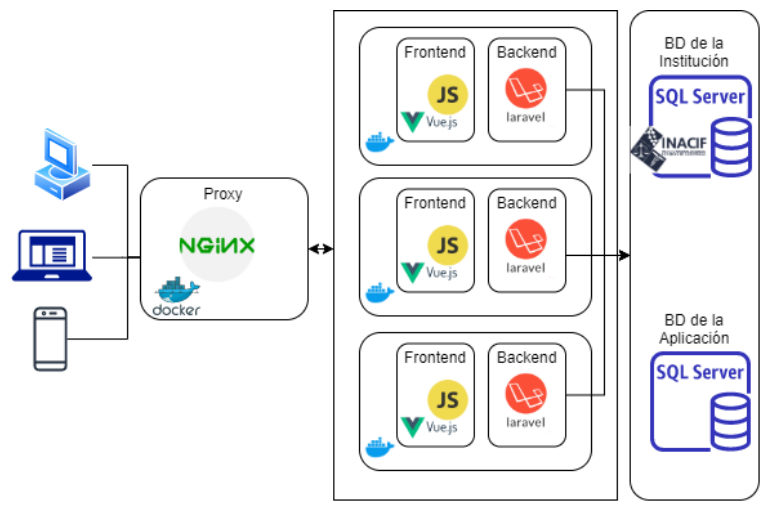 Proxy
NGiNX
docker
Frontend
JS
Vue.js
Backend
laravel
Frontend
JS
Vue.js
Backend
laravel
Frontend
JS
Vue.js
Backend
laravel
BD de la
Institución
SQL Server
INACIF
BD de la
Aplicación
SQL Server